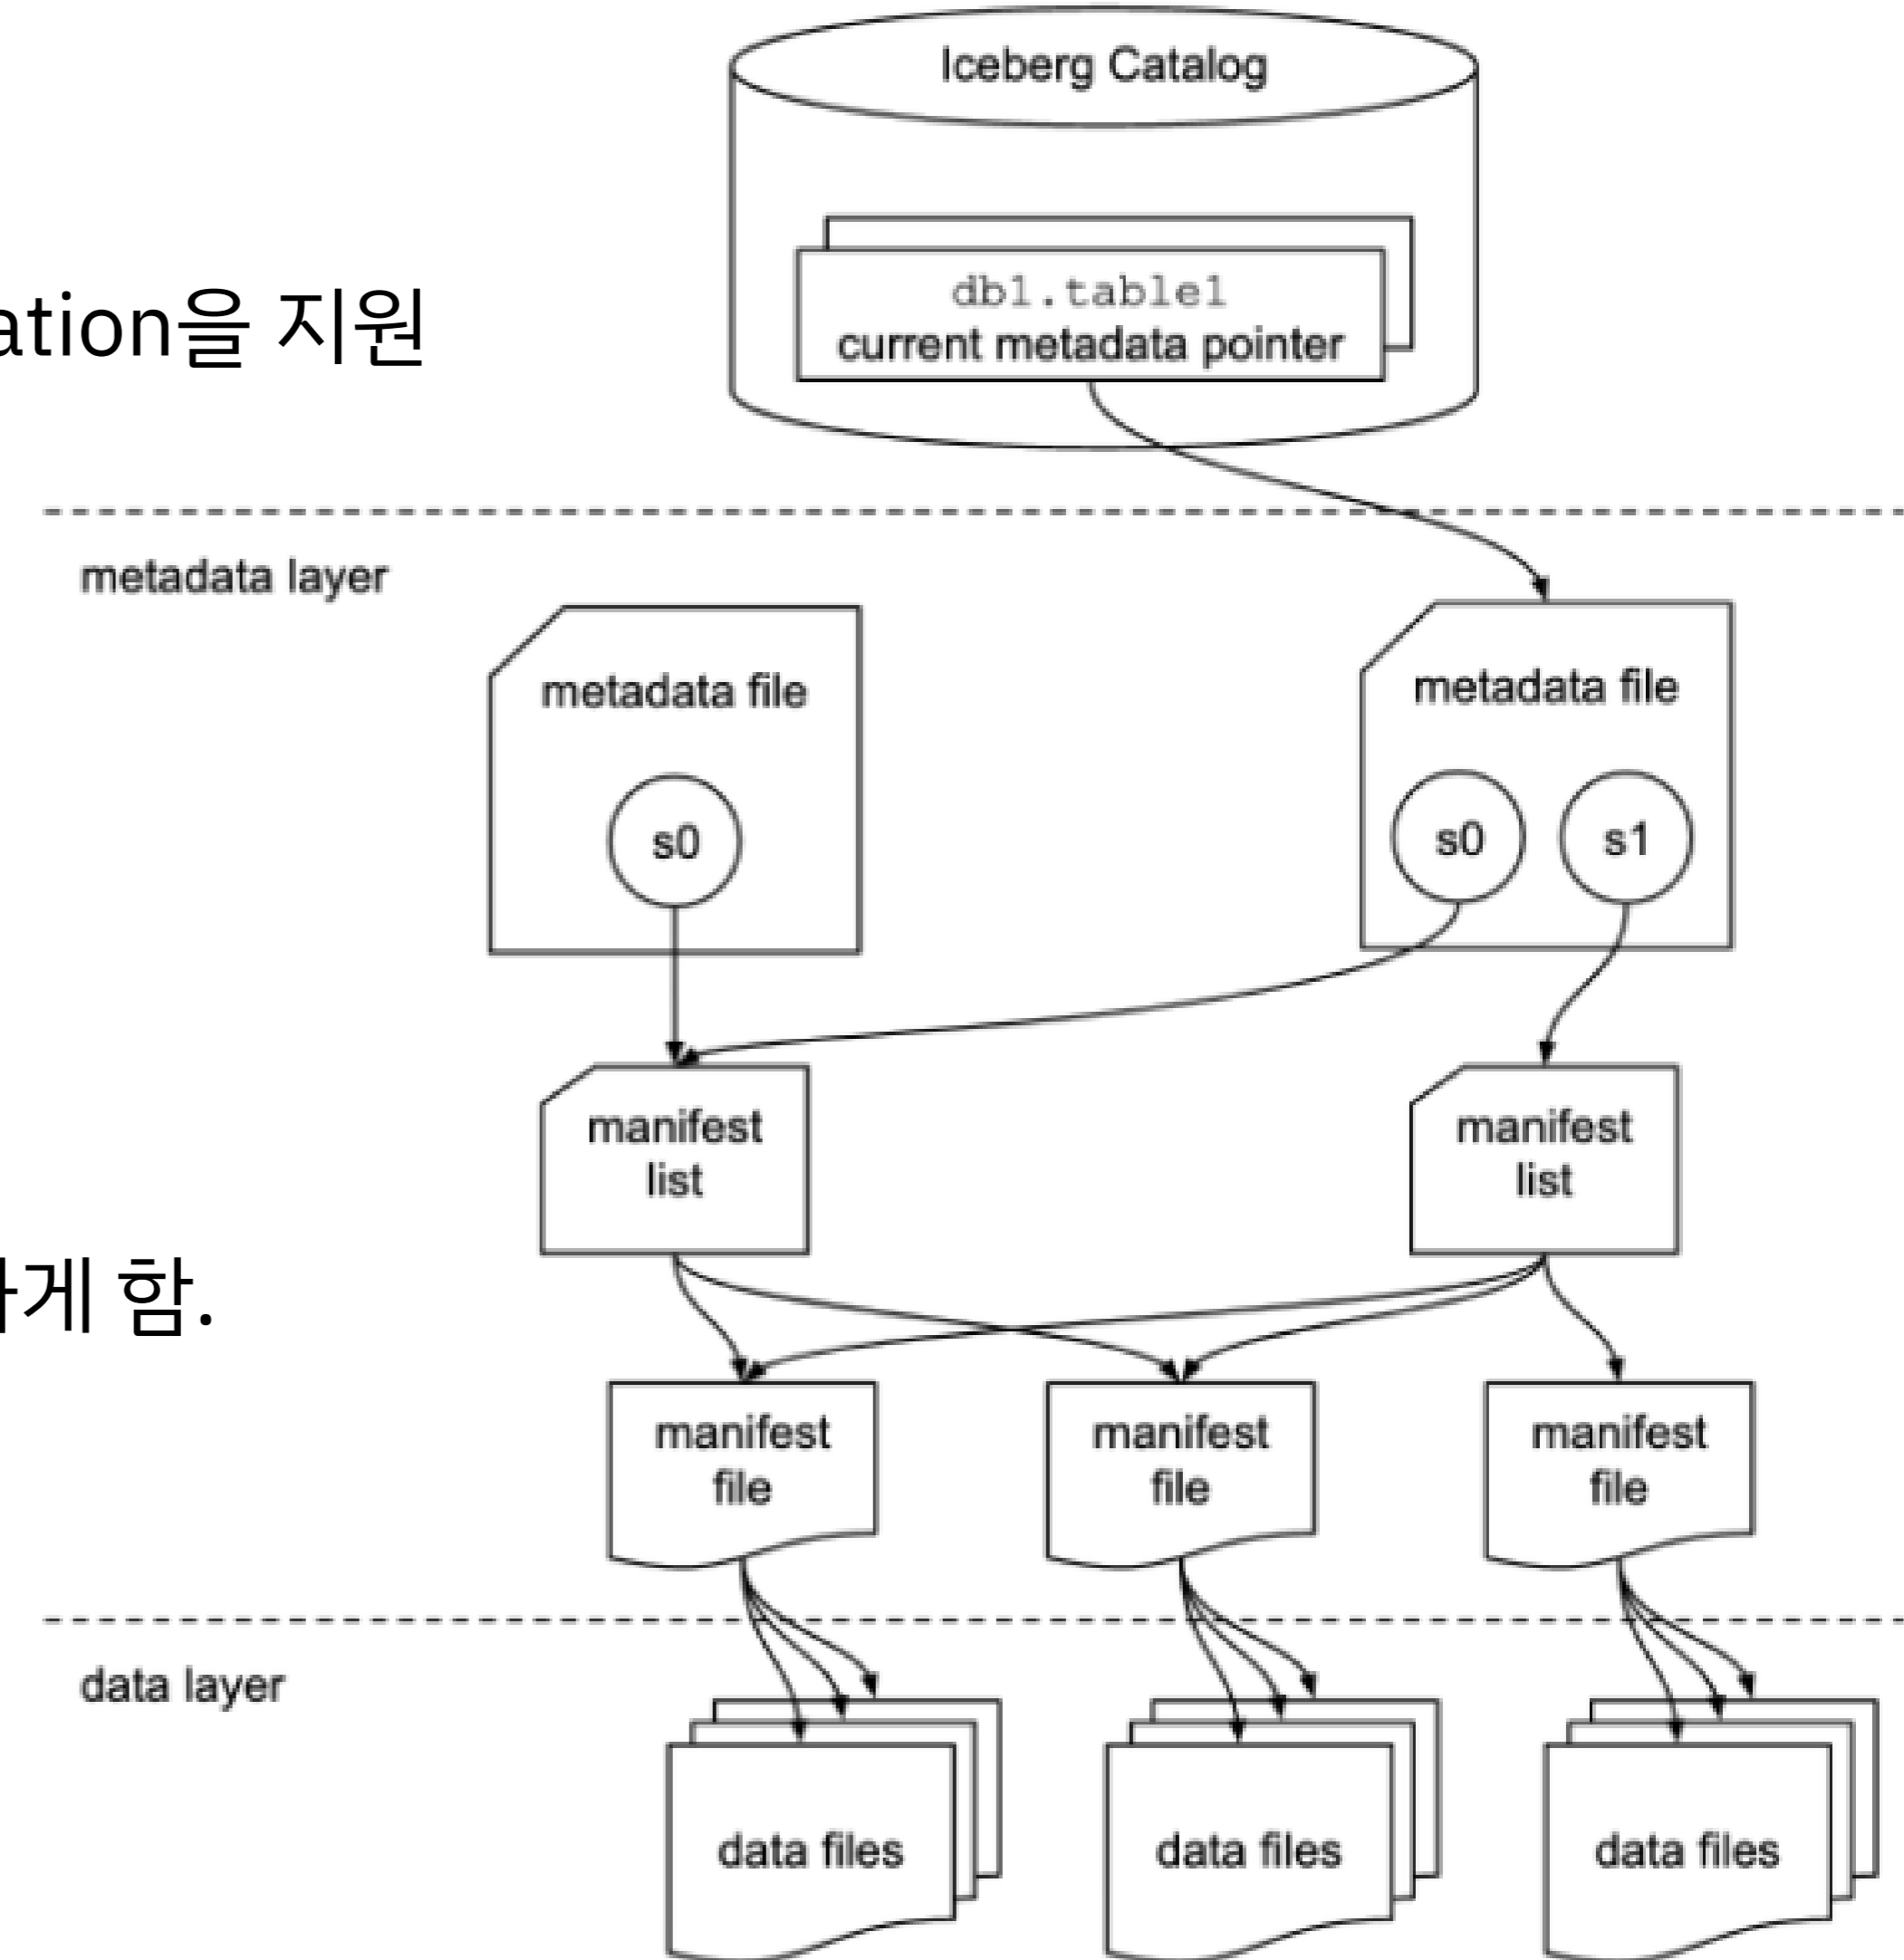 Iceberg Catalog
db1.table1
ation을 지원
current metadata pointer
metadata layer
metadata file
metadata file
s0
s0
s1
manifest
list
manifest
list
게 함.
manifest
file
manifest
file
manifest
file
data layer
data files
data files
data files